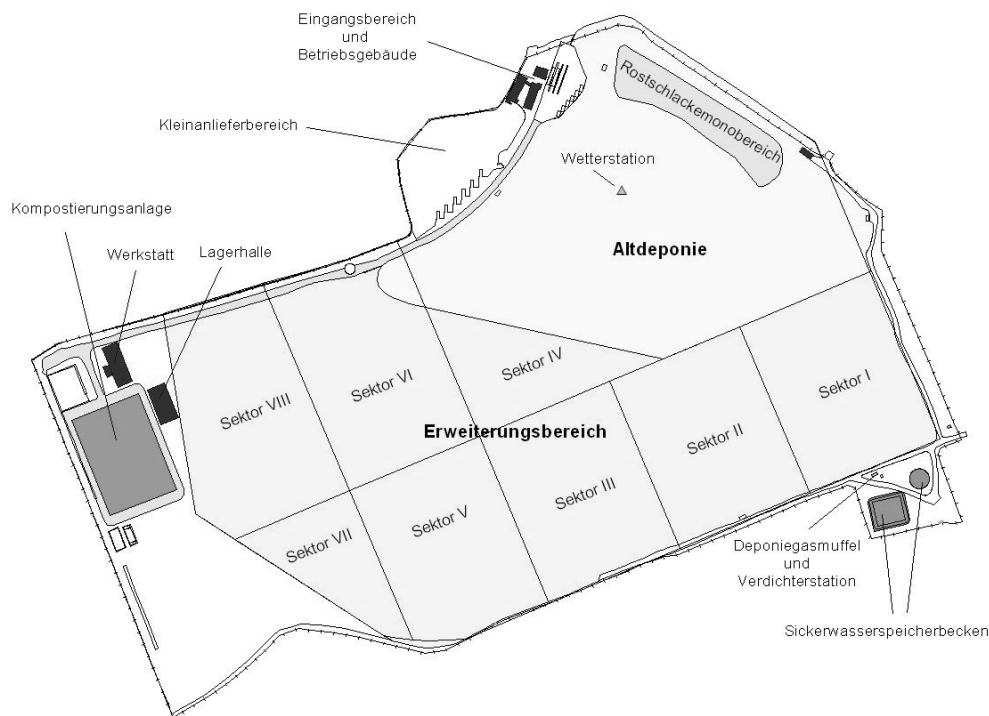 Eingangsbereich
und
Betriebsgebäude
Rostschlackemonobereich
Kleinanlieferbereich
Wetterstation
Kompostierungsanlage
Werkstatt
Lagerhalle
Altdeponie
Sektor VIII
Sektor VI
Sektor IV
Sektor I
Erweiterungsbereich
Sektor II
Sektor III
Sektor V
Sektor VII
Deponiegasmuffel
und
Verdichterstation
Sickerwasserspeicherbecken